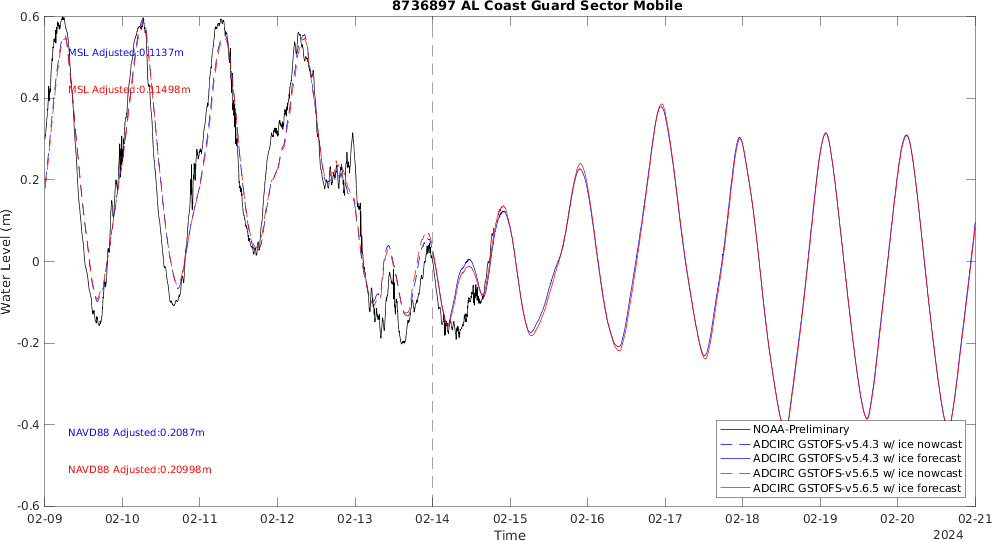 8736897 AL Coast Guard Sector Mobile
0.6
0.4
0.2
0
-0.2
-0.4
-0.6
Water Level (m)
MSL Adjusted:0.1137m
MSL Adjusted:0.11498m
NAVD88 Adjusted:0.2087m
NAVD88 Adjusted:0.20998m
NOAA-Preliminary
ADCIRC GSTOFS-v5.4.3 w/ ice nowcast
ADCIRC GSTOFS-v5.4.3 w/ ice forecast
ADCIRC GSTOFS-v5.6.5 w/ ice nowcast
ADCIRC GSTOFS-v5.6.5 w/ ice forecast
02-09 02-10 02-11 02-12 02-13 02-14 02-15 02-16 02-17 02-18 02-19 02-20 02-21
Time
2024